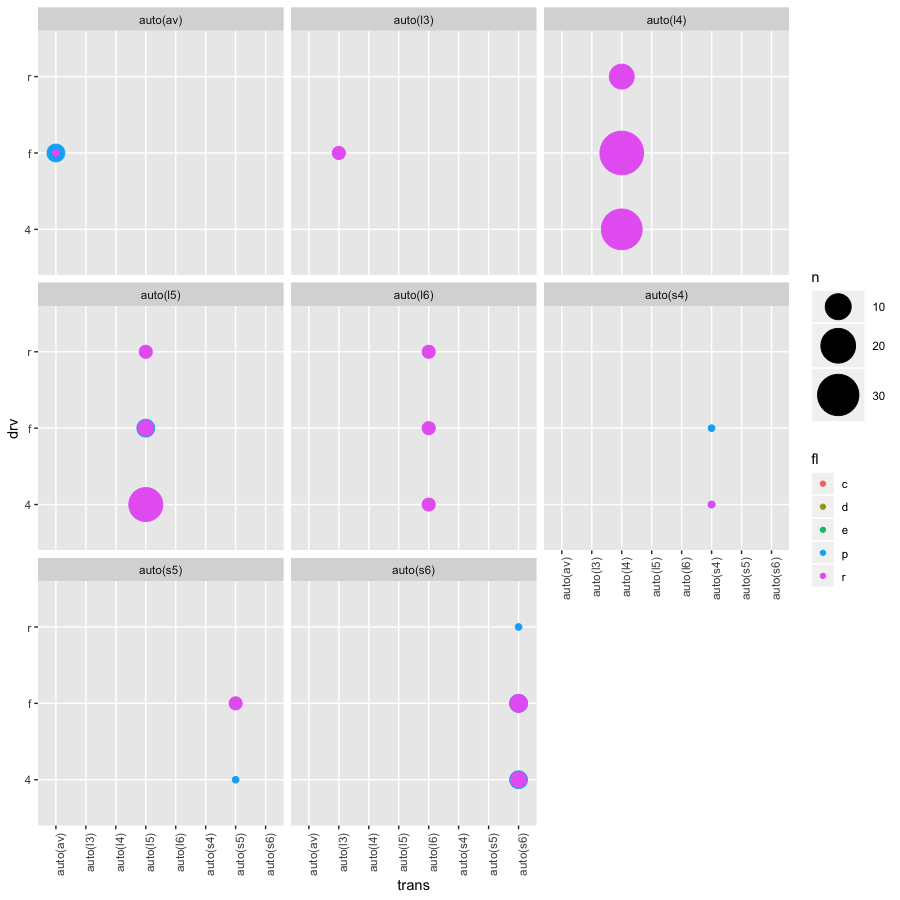 auto(av) auto(l3) auto(l4)
r
f
4
auto(l5) auto(l6) auto(s4)
r
f
4
auto(av) auto(l3) auto(l4) auto(l5) auto(l6) auto(s4) auto(s5) auto(s6)
auto(s5) auto(s6)
r
f
4
auto(av) auto(l3) auto(l4) auto(l5) auto(l6) auto(s4) auto(s5) auto(s6) auto(av) auto(l3) auto(l4) auto(l5) auto(l6) auto(s4) auto(s5) auto(s6)
trans
drv
n
10
20
30
fl
c
d
e
p
r